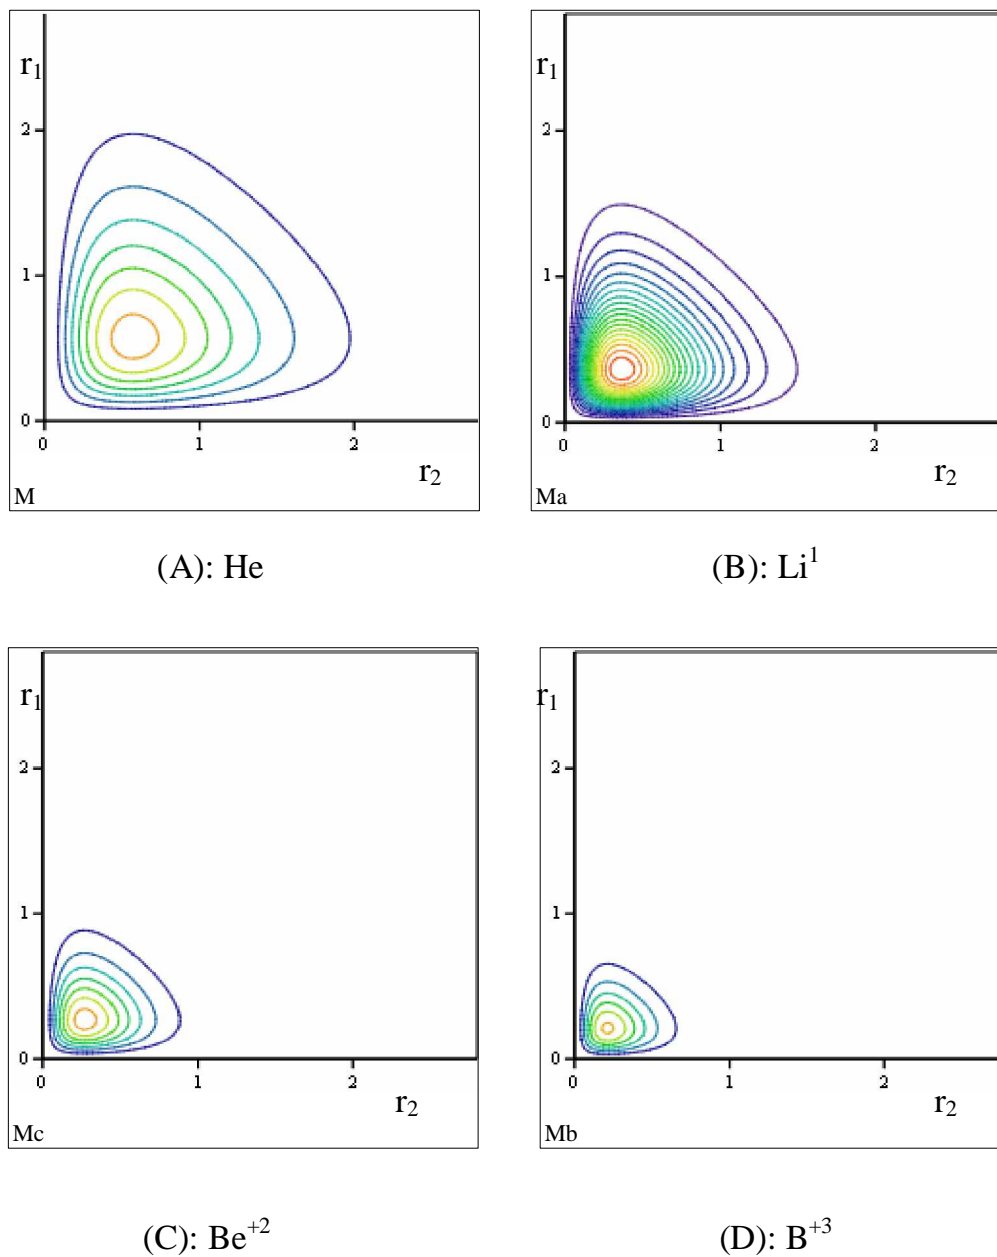 r₁
2
1
0
0 1 2
r₂
M
(A): He
r₁
2
1
0
0 1 2
r₂
Ma
(B): Li¹
r₁
2
1
0
0 1 2
r₂
Mc
(C): Be⁺²
r₁
2
1
0
0 1 2
r₂
Mb
(D): B⁺³